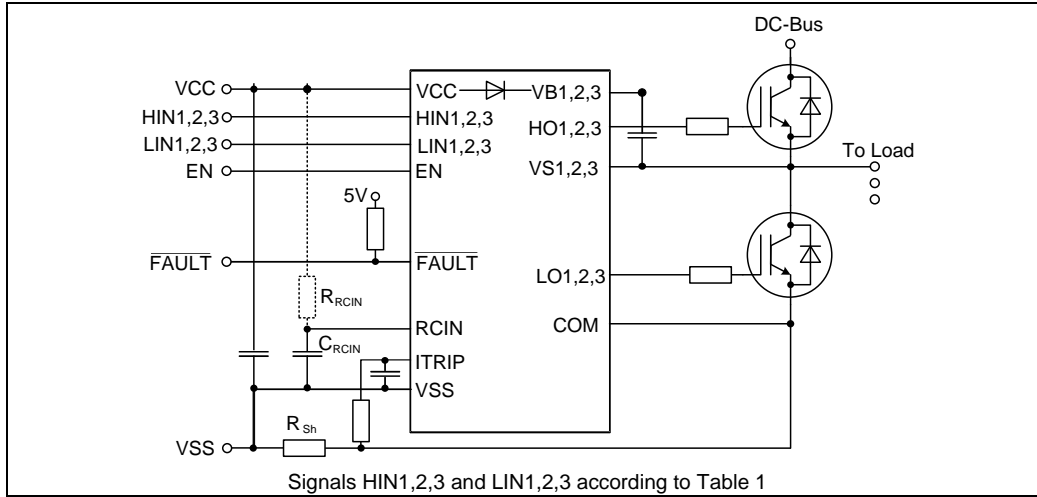 DC-Bus
VCC
VCC
VB1,2,3
HIN1,2,3
HIN1,2,3
HO1,2,3
LIN1,2,3
LIN1,2,3
To Load
EN
EN
VS1,2,3
5V
FAULT
FAULT
LO1,2,3
RRCIN
RCIN
COM
CRCIN
ITRIP
VSS
RSh
VSS
Signals HIN1,2,3 and LIN1,2,3 according to Table 1